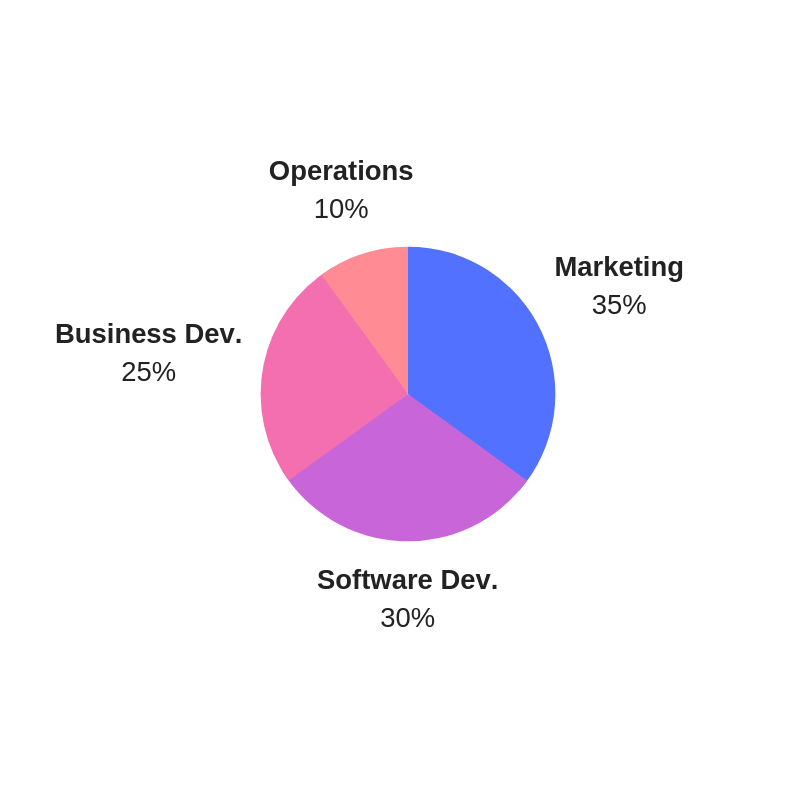 Operations
10%
Marketing
35%
Business Dev.
25%
Software Dev.
30%